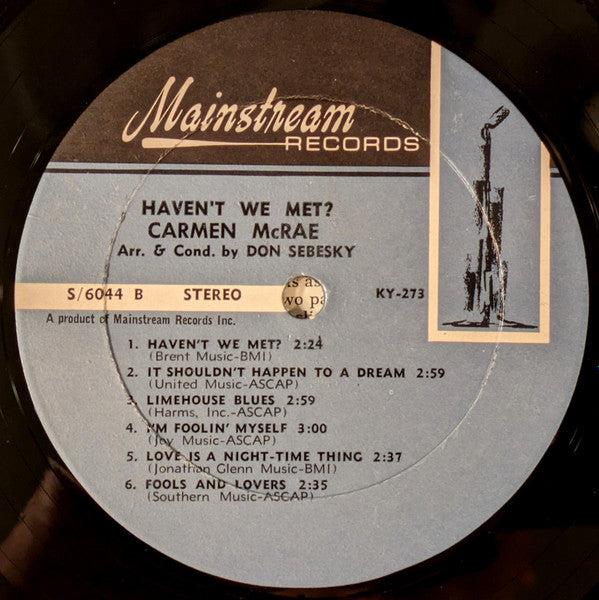 Mainstream
RECORDS
HAVEN'T WE MET?
CARMEN McRAE
Arr. & Cond. by DON SEBESKY
S/6044 B STEREO KY-273
is as
wo pa
A product of Mainstream Records Inc.
1. HAVEN'T WE MET? 2:24
(Brent Music-BMI)
2. IT SHOULDN'T HAPPEN TO A DREAM 2:59
(United Music-ASCAP)
3. LIMEHOUSE BLUES 2:59
(Harms, Inc.-ASCAP)
4. I'M FOOLIN' MYSELF 3:00
(Joy Music-ASCAP)
5. LOVE IS A NIGHT-TIME THING 2:37
(Jonathan Glenn Music-BMI)
6. FOOLS AND LOVERS 2:35
(Southern Music-ASCAP)